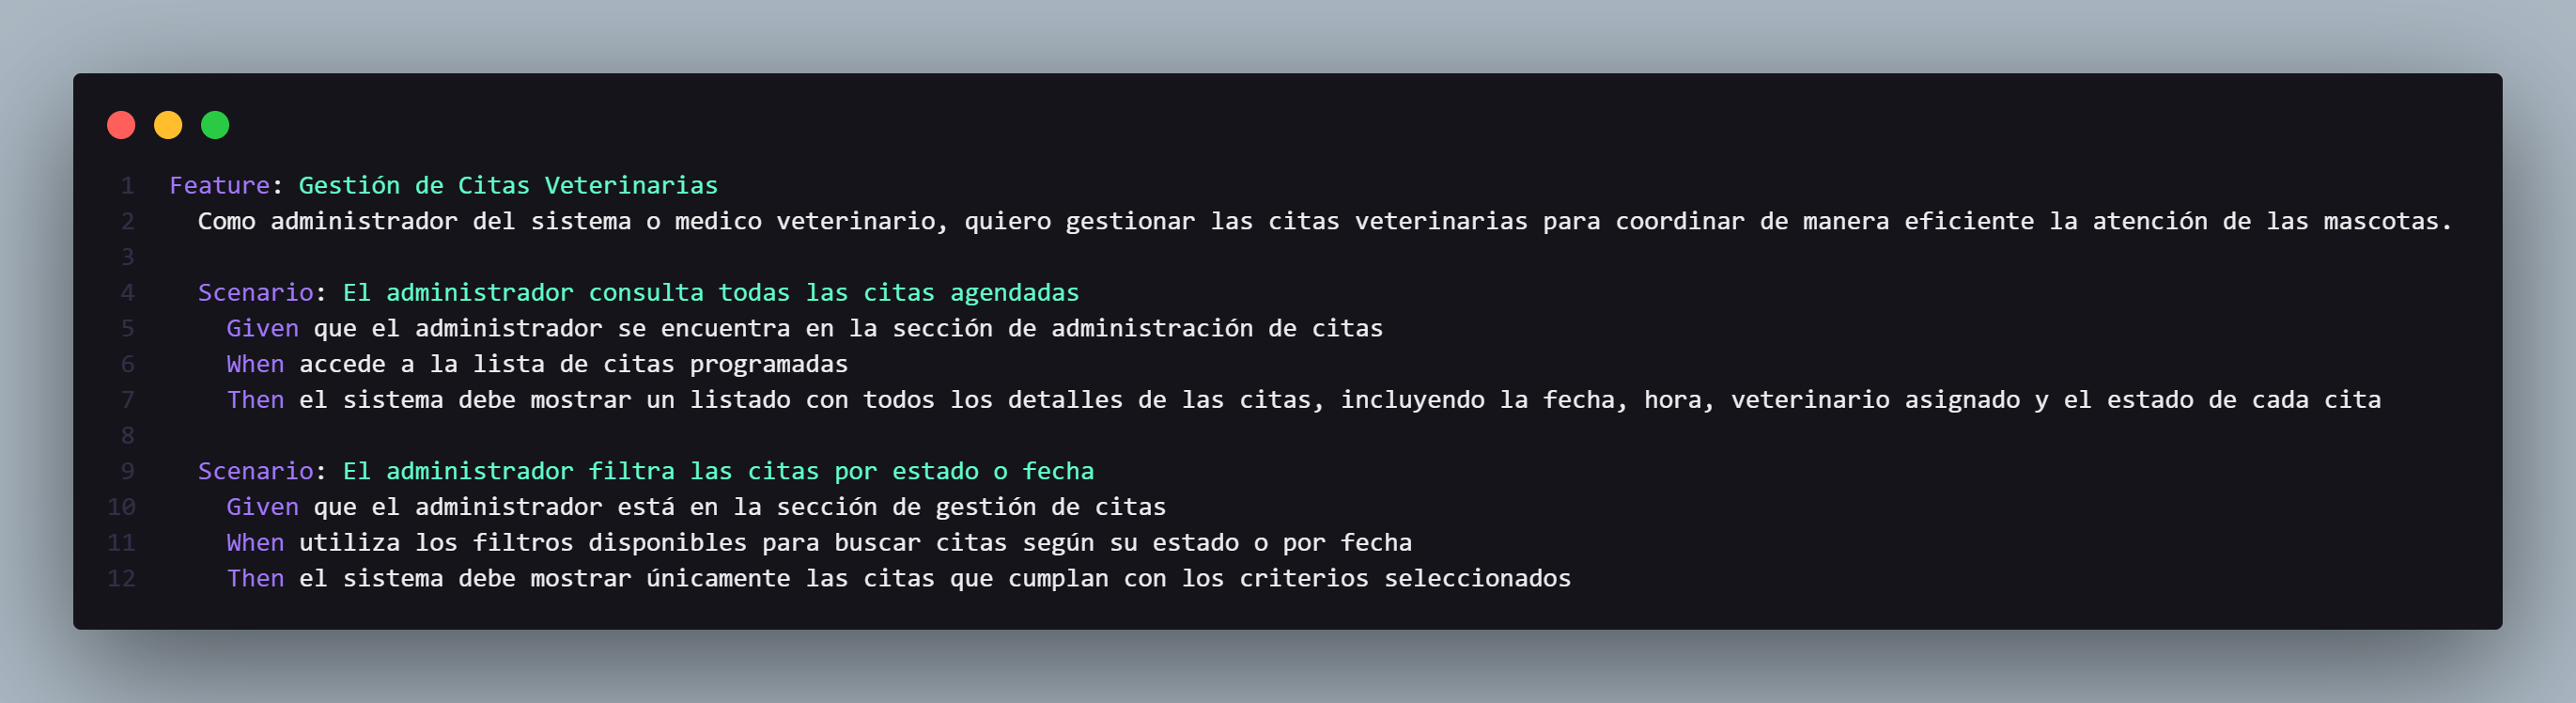 1 Feature: Gestión de Citas Veterinarias
2 Como administrador del sistema o medico veterinario, quiero gestionar las citas veterinarias para coordinar de manera eficiente la atención de las mascotas.
3
4 Scenario: El administrador consulta todas las citas agendadas
5 Given que el administrador se encuentra en la sección de administración de citas
6 When accede a la lista de citas programadas
7 Then el sistema debe mostrar un listado con todos los detalles de las citas, incluyendo la fecha, hora, veterinario asignado y el estado de cada cita
8
9 Scenario: El administrador filtra las citas por estado o fecha
10 Given que el administrador está en la sección de gestión de citas
11 When utiliza los filtros disponibles para buscar citas según su estado o por fecha
12 Then el sistema debe mostrar únicamente las citas que cumplan con los criterios seleccionados